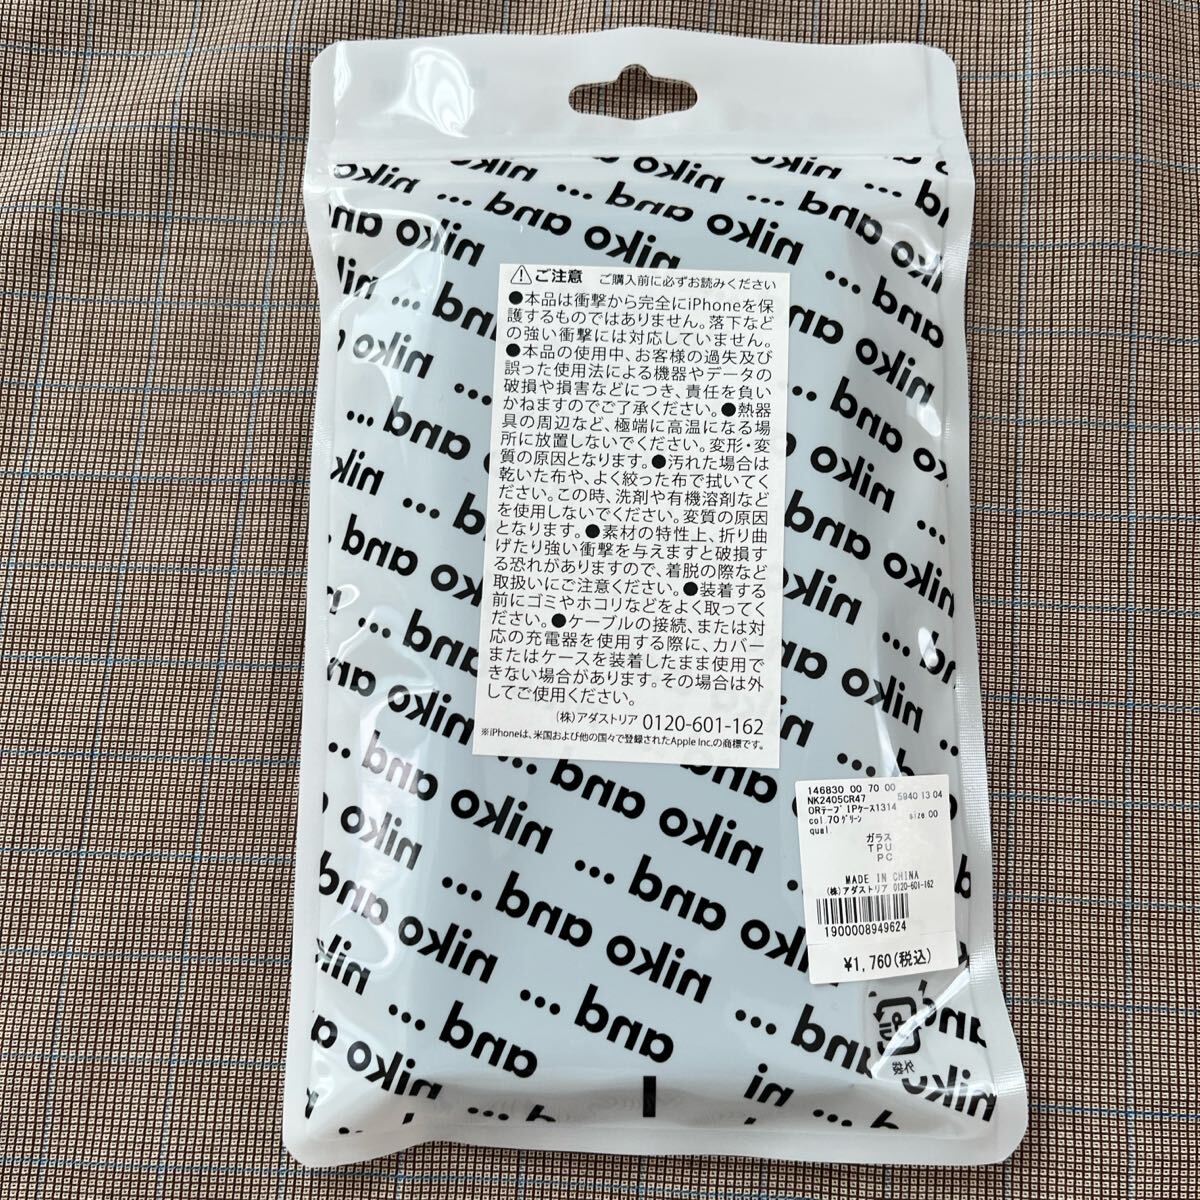 niko and ...
ご注意 ご購入前に必ずお読みください
●本品は衝撃から完全にiPhoneを保
護するものではありません。落下など
の強い衝撃には対応していません。
●本品の使用中、お客様の過失及び
誤った使用法による機器やデータの
破損や損害などにつき、責任を負い
かねますのでご了承ください。●熱器
具の周辺など、極端に高温になる場
所に放置しないでください。変形・変
質の原因となります。●汚れた場合は
乾いた布や、よく絞った布で拭いてく
ださい。この時、洗剤や有機溶剤など
を使用しないでください。変質の原因
となります。●素材の特性上、折り曲
げたり強い衝撃を与えますと破損す
る恐れがありますので、着脱の際など
取扱いにご注意ください。●装着する
前にゴミやホコリなどをよく取ってく
ださい。●ケーブルの接続、または対
応の充電器を使用する際に、カバー
またはケースを装着したまま使用で
きない場合があります。その場合は外
してご使用ください。
(株)アダストリア 0120-601-162
※iPhoneは、米国および他の国々で登録されたApple Inc.の商標です。
146830 00 70 00
NK2405CR47 5940 13 04
ORテープ IPケース1314
col 70 グリーン size 00
qual
ガラス
TPU
PC
MADE IN CHINA
(株)アダストリア 0120-601-162
1900008949624
¥1,760(税込)
プラ
外袋